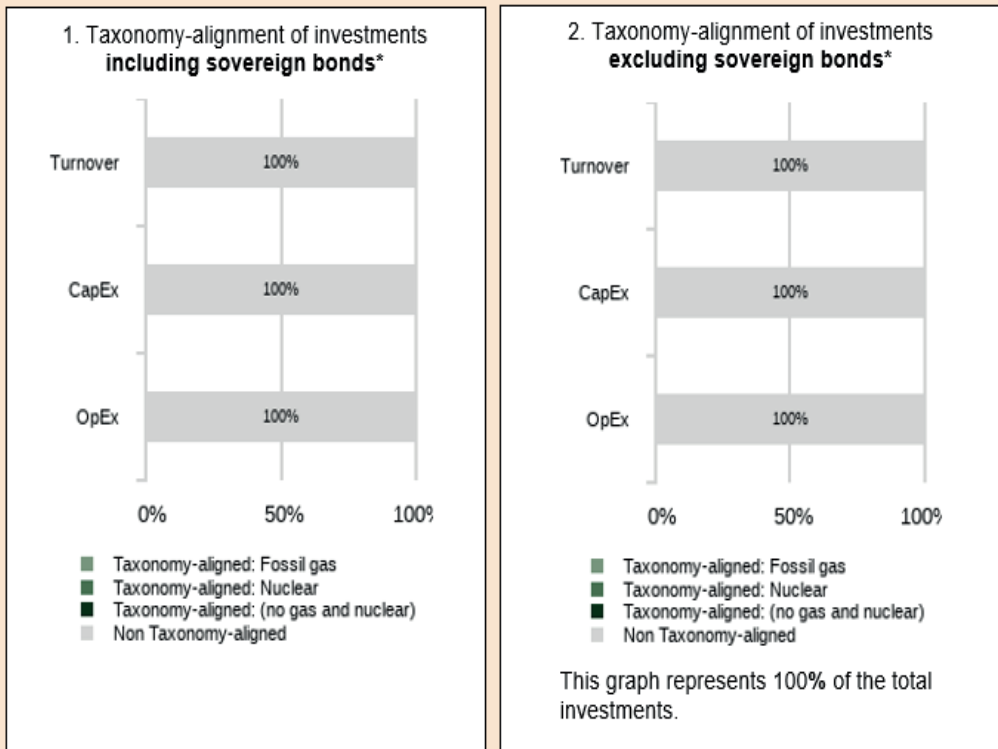 1. Taxonomy-alignment of investments
including sovereign bonds*
Turnover
100%
CapEx
100%
OpEx
100%
0%
50%
100%
Taxonomy-aligned: Fossil gas
Taxonomy-aligned: Nuclear
Taxonomy-aligned: (no gas and nuclear)
Non Taxonomy-aligned
2. Taxonomy-alignment of investments
excluding sovereign bonds*
Turnover
100%
CapEx
100%
OpEx
100%
0%
50%
100%
Taxonomy-aligned: Fossil gas
Taxonomy-aligned: Nuclear
Taxonomy-aligned: (no gas and nuclear)
Non Taxonomy-aligned
This graph represents 100% of the total
investments.